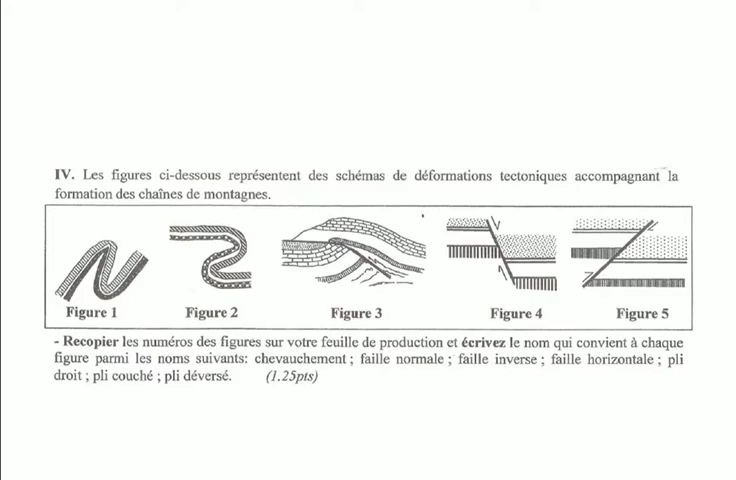 IV. Les figures ci-dessous représentent des schémas de déformations tectoniques accompagnant la
formation des chaînes de montagnes.
Figure 1 Figure 2 Figure 3 Figure 4 Figure 5
- Recopier les numéros des figures sur votre feuille de production et écrivez le nom qui convient à chaque
figure parmi les noms suivants: chevauchement ; faille normale ; faille inverse ; faille horizontale ; pli
droit ; pli couché ; pli déversé. (1.25pts)